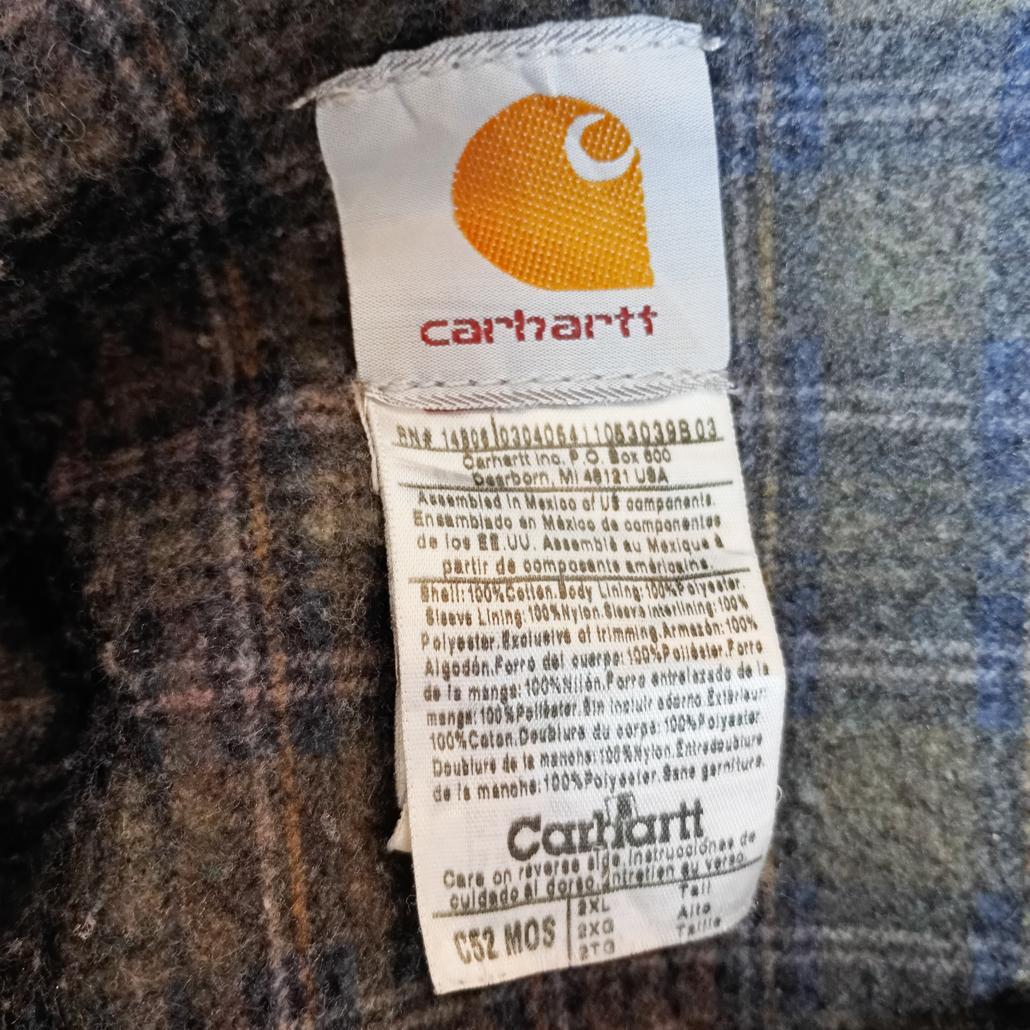 carhartt
RN# 14806 0304064110530398 03
Carhartt Inc. P.O. Box 600
Dearborn, MI 48121 USA
Assembled in Mexico of US components.
Ensamblado en México de componentes
de los EE.UU. Assemblé au Mexique à
partir de composants américains.
Shell:100%Cotton.Body Lining:100%Polyester.
Sleeve Lining:100%Nylon.Sleeve interlining:100%
Polyester.Exclusive of trimming.Armazón:100%
Algodón.Forro del cuerpo:100%Poliéster.Forro
de la manga:100%Nilón.Forro entrelazado de la
manga:100%Poliéster.Sin incluir adorno.Extérieur:
100%Coton.Doublure du corps:100%Polyester
Doublure de la manche:100%Nylon.Entredoublure
de la manche:100%Polyester.Sans garniture.
Carhartt
Care on reverse side.Instrucciones de
cuidado al dorso.Entretien au verso.
C52 MOS 2XL Tall
2XG Alto
2TG Taille